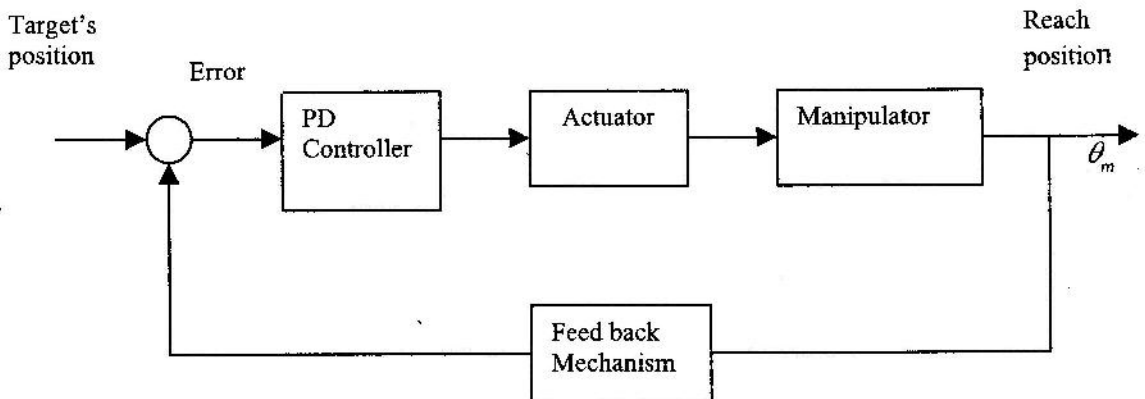 Target's
position
Error
PD
Controller
Actuator
Manipulator
Reach
position
θm
Feed back
Mechanism